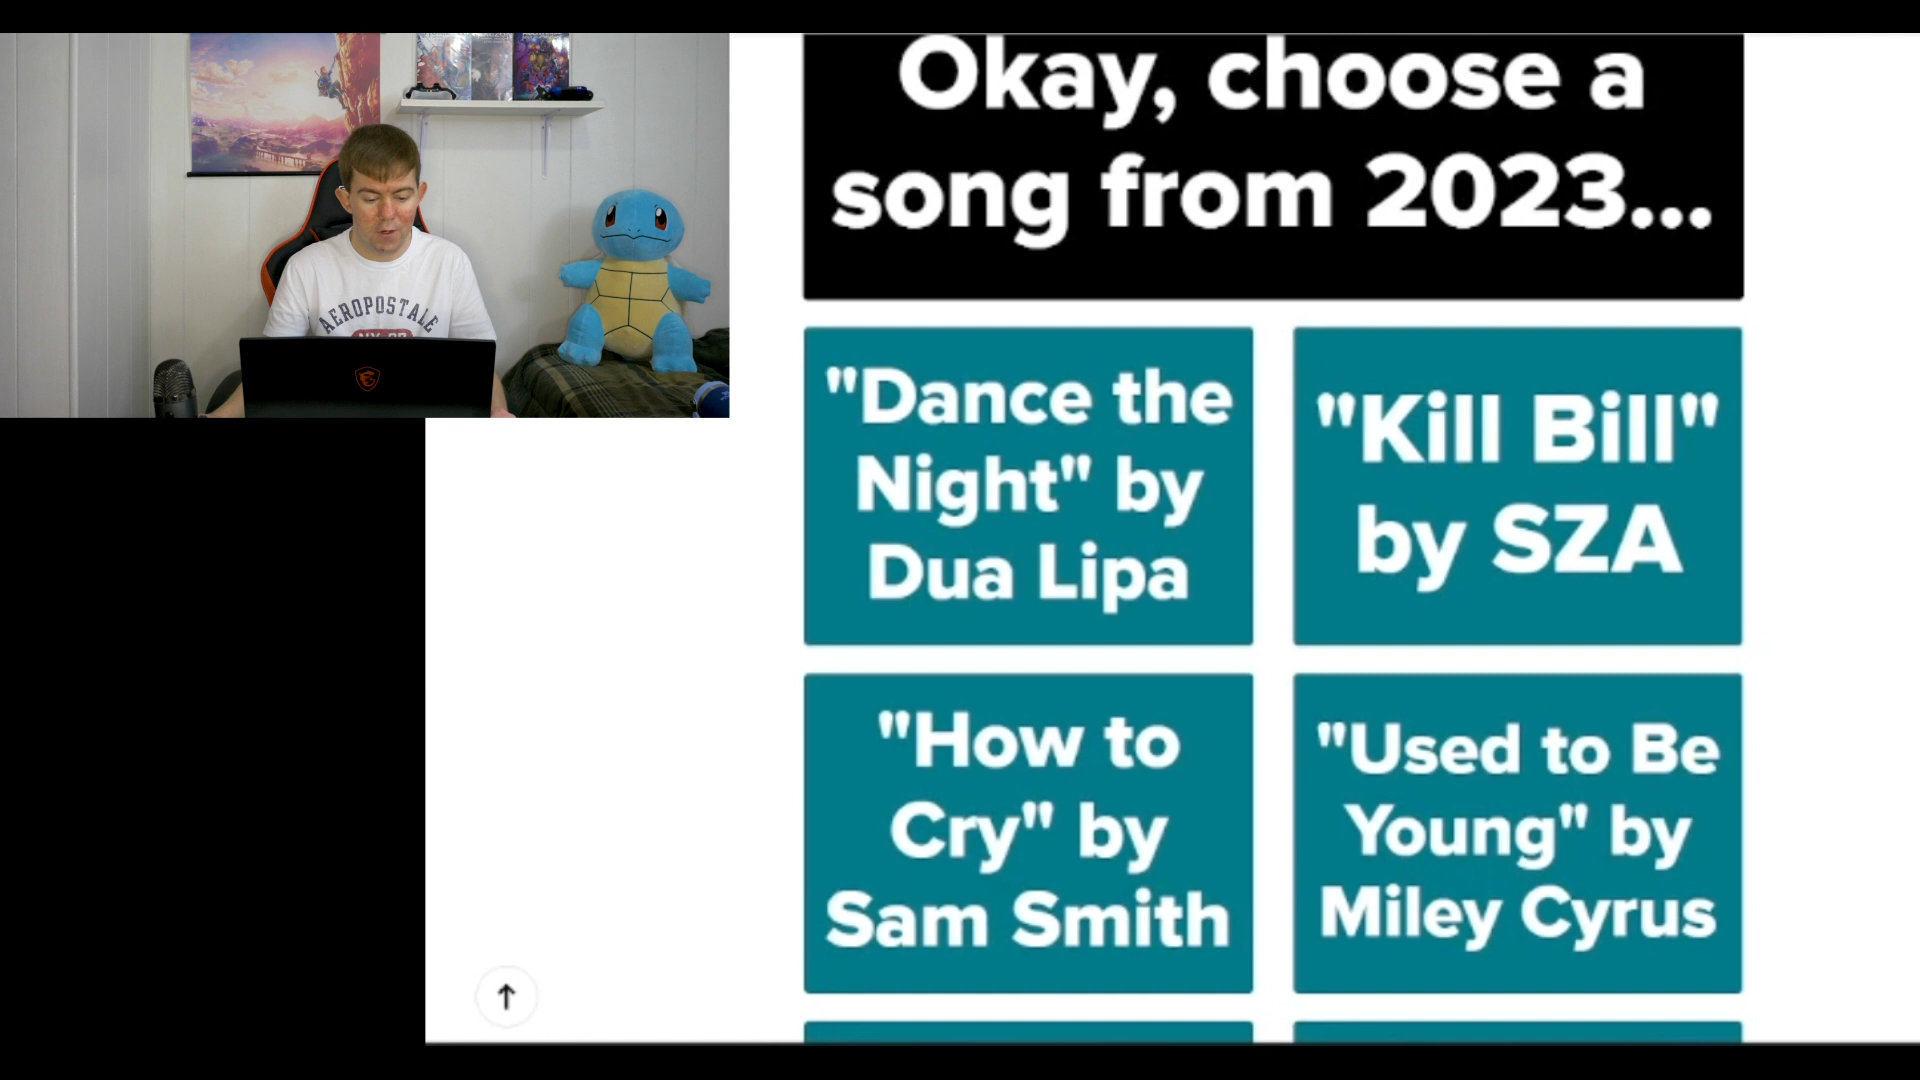 Okay, choose a
song from 2023...
"Dance the
Night" by
Dua Lipa
"Kill Bill"
by SZA
"How to
Cry" by
Sam Smith
"Used to Be
Young" by
Miley Cyrus
AEROPOSTALE